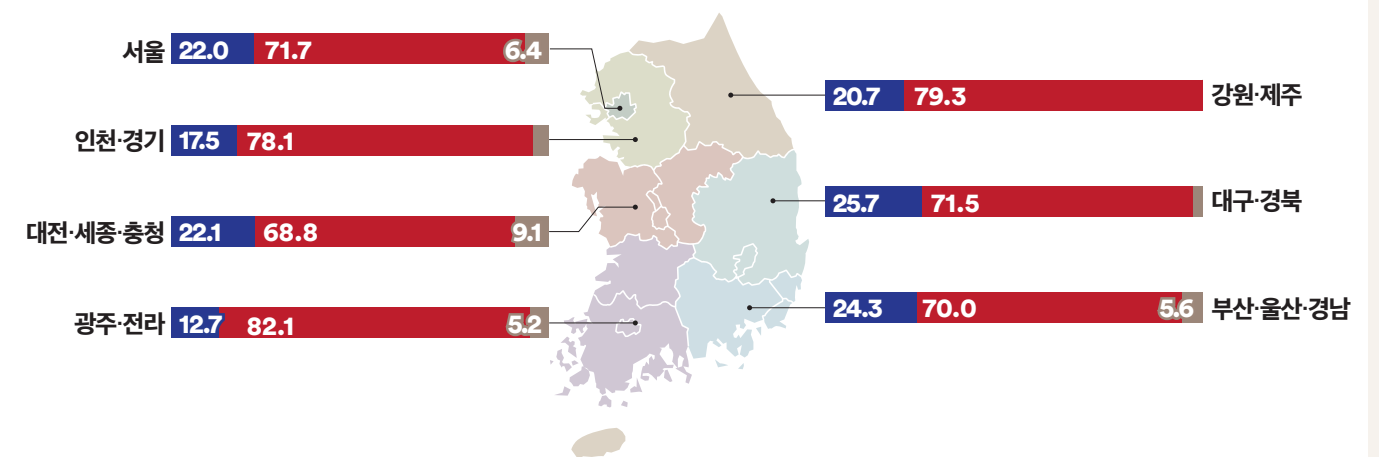 서울 22.0 71.7 6.4
인천·경기 17.5 78.1
대전·세종·충청 22.1 68.8 9.1
광주·전라 12.7 82.1 5.2
20.7 79.3 강원·제주
25.7 71.5 대구·경북
24.3 70.0 5.6 부산·울산·경남